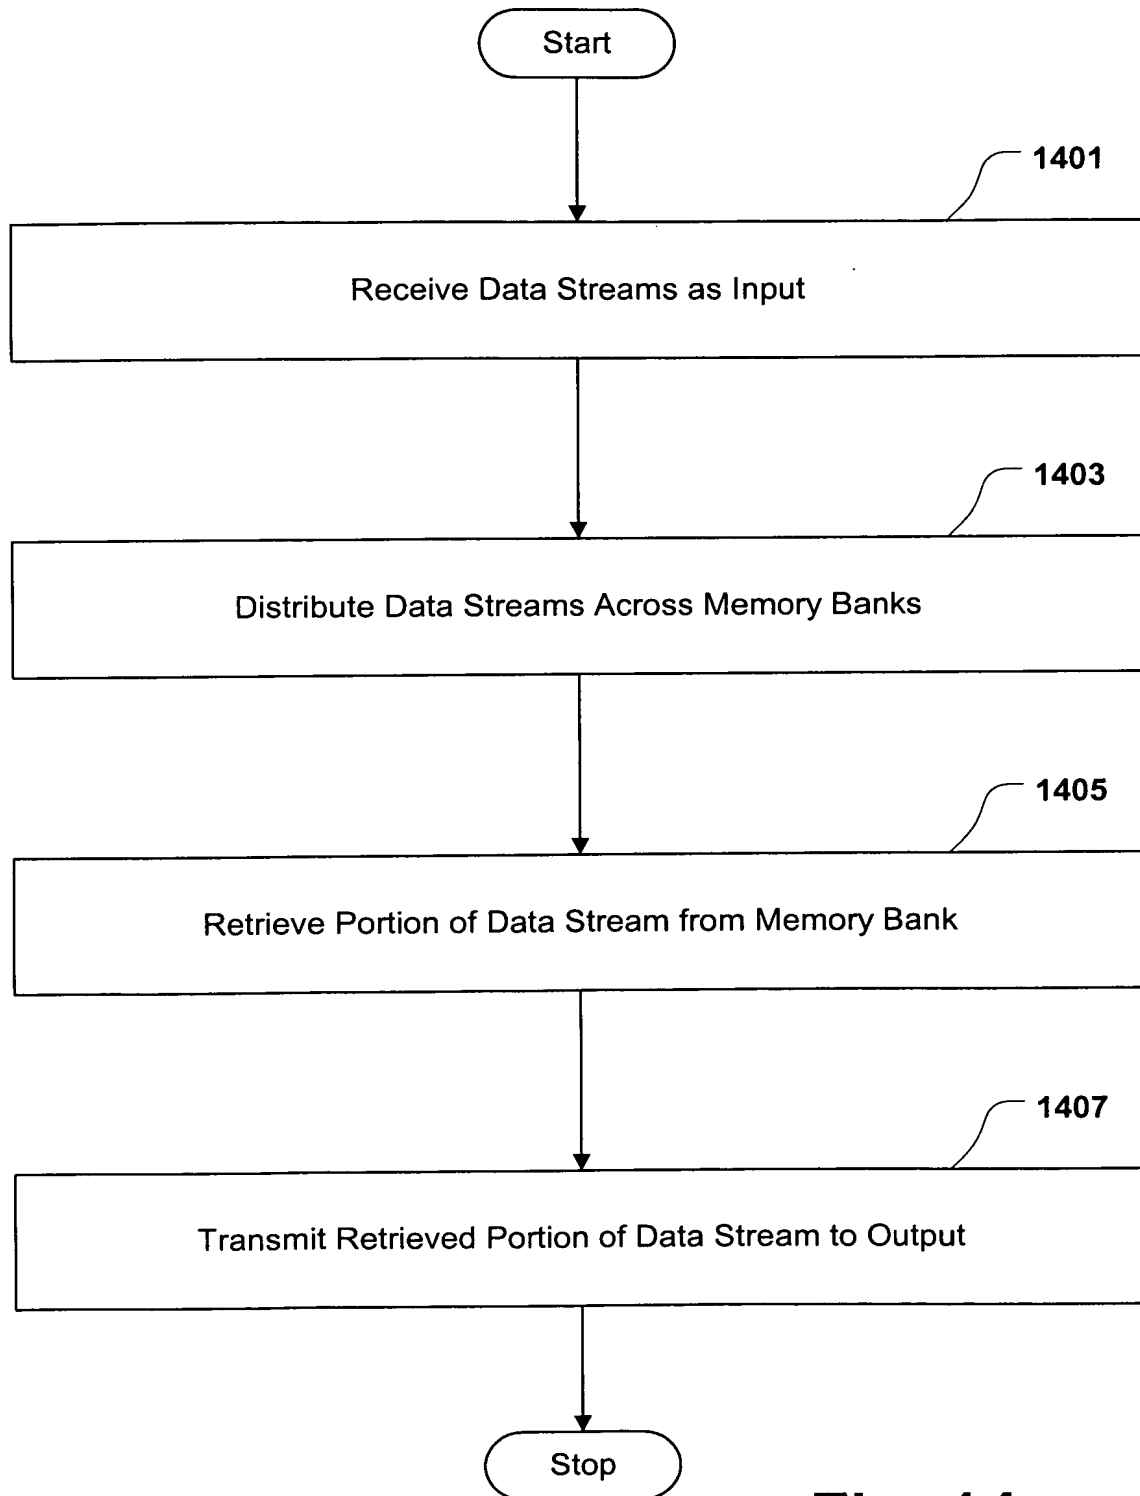 Start
1401
Receive Data Streams as Input
1403
Distribute Data Streams Across Memory Banks
1405
Retrieve Portion of Data Stream from Memory Bank
1407
Transmit Retrieved Portion of Data Stream to Output
Stop